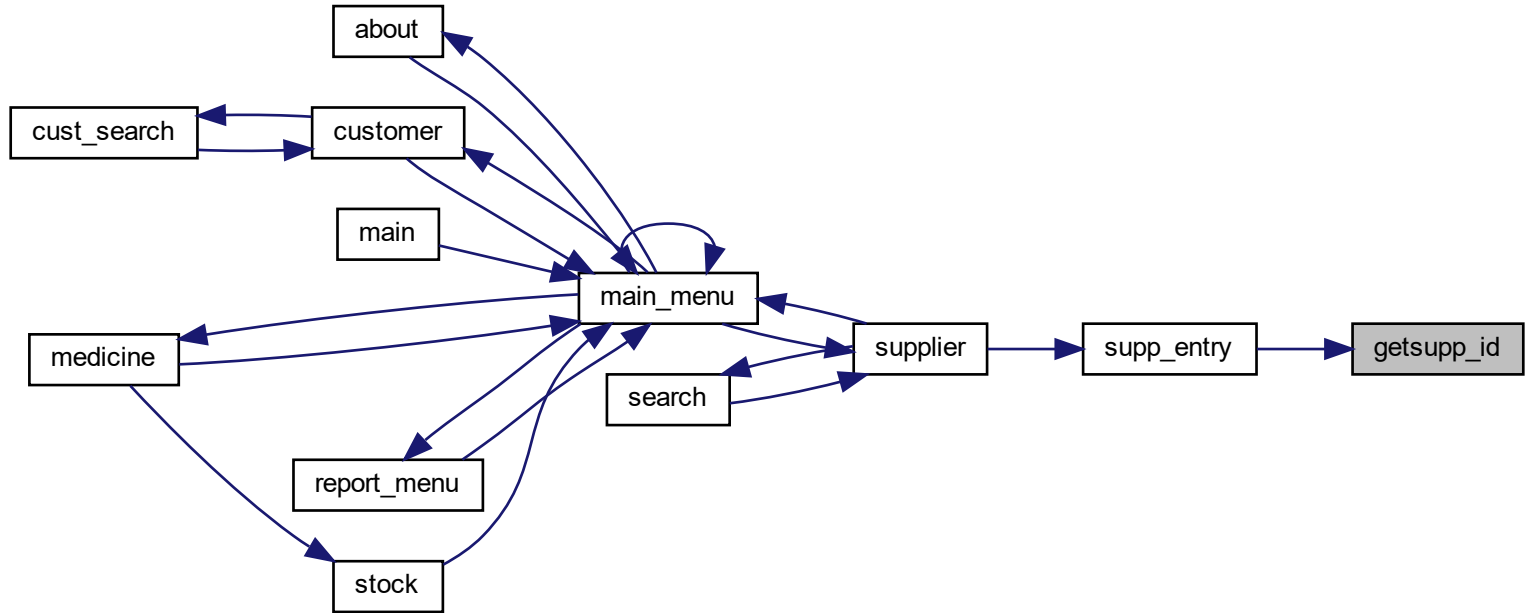 about
cust_search
customer
main
main_menu
medicine
supplier
supp_entry
getsupp_id
search
report_menu
stock